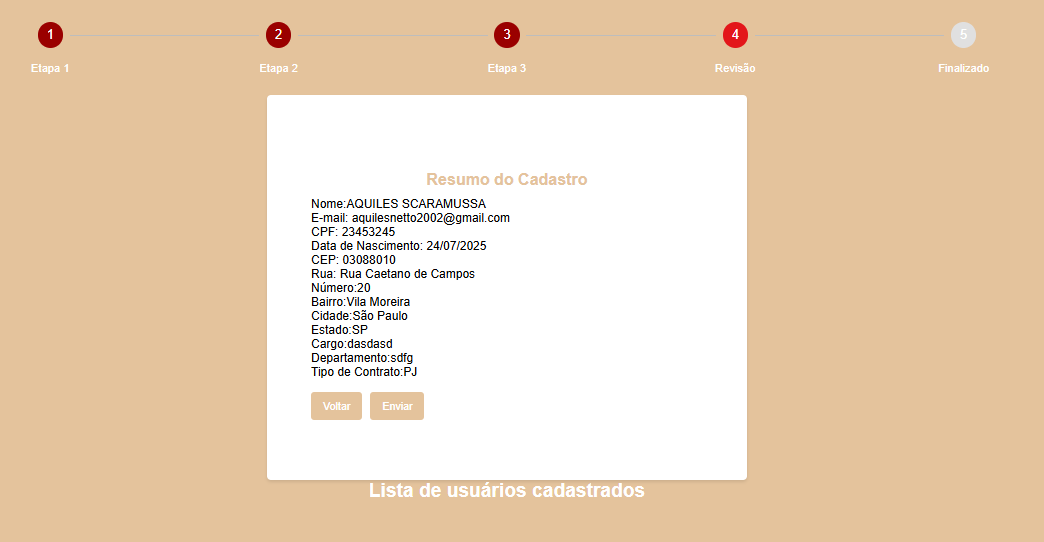 1 2 3 4 5
Etapa 1 Etapa 2 Etapa 3 Revisão Finalizado
Resumo do Cadastro
Nome:AQUILES SCARAMUSSA
E-mail: aquilesnetto2002@gmail.com
CPF: 23453245
Data de Nascimento: 24/07/2025
CEP: 03088010
Rua: Rua Caetano de Campos
Número:20
Bairro:Vila Moreira
Cidade:São Paulo
Estado:SP
Cargo:dasdasd
Departamento:sdfg
Tipo de Contrato:PJ
Voltar Enviar
Lista de usuários cadastrados